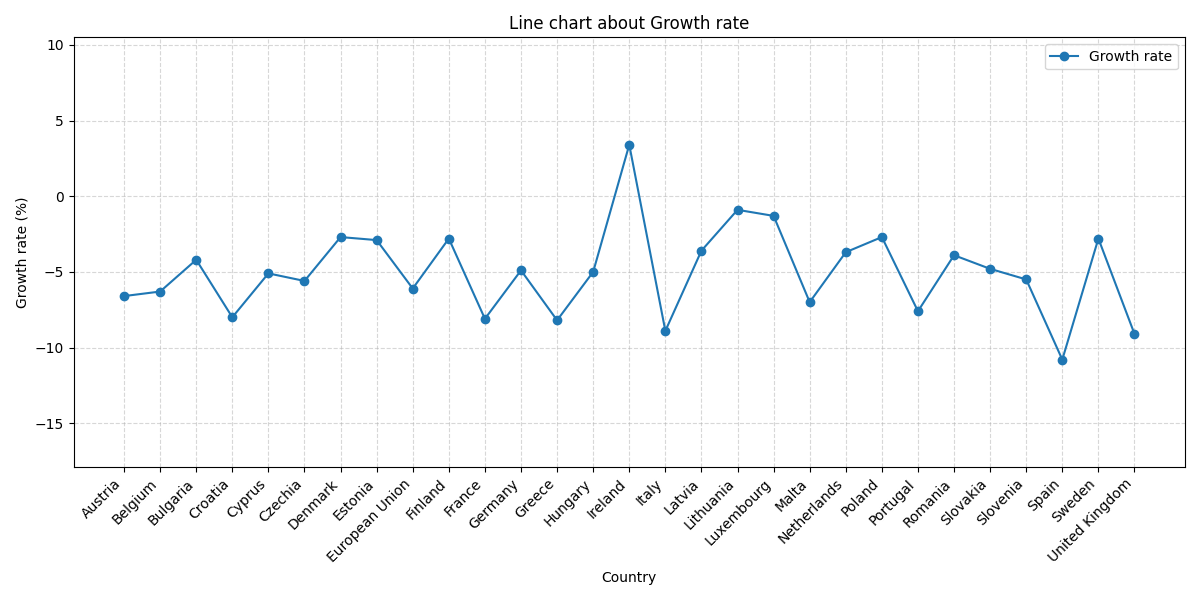 Line chart about Growth rate
Growth rate
Growth rate (%)
10
5
0
−5
−10
−15
Austria
Belgium
Bulgaria
Croatia
Cyprus
Czechia
Denmark
Estonia
European Union
Finland
France
Germany
Greece
Hungary
Ireland
Italy
Latvia
Lithuania
Luxembourg
Malta
Netherlands
Poland
Portugal
Romania
Slovakia
Slovenia
Spain
Sweden
United Kingdom
Country